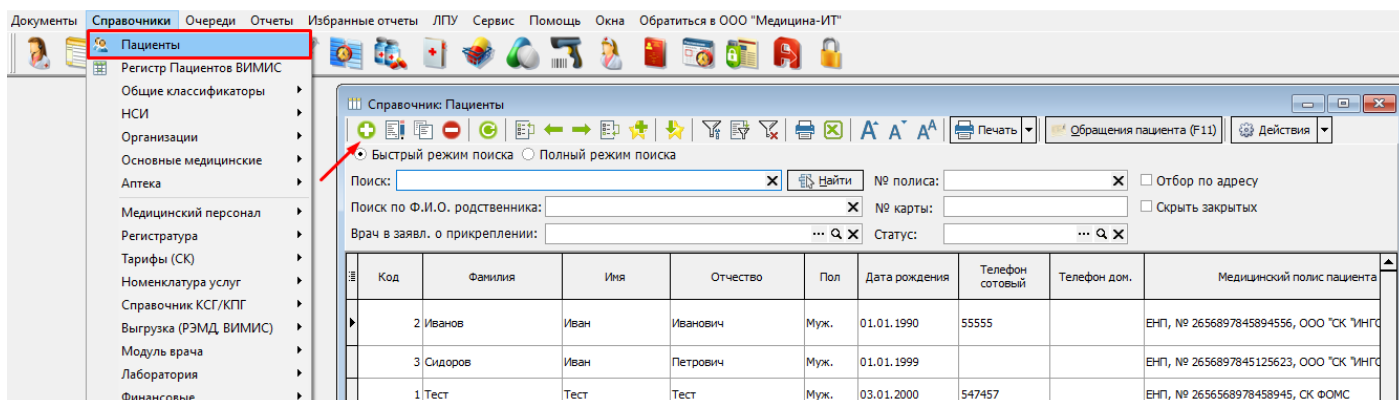 Документы Справочники Очереди Отчеты Избранные отчеты ЛПУ Сервис Помощь Окна Обратиться в ООО "Медицина-ИТ"
Пациенты
Регистр Пациентов ВИМИС
Общие классификаторы
НСИ
Организации
Основные медицинские
Аптека
Медицинский персонал
Регистратура
Тарифы (СК)
Номенклатура услуг
Справочник КСГ/КПГ
Выгрузка (РЭМД, ВИМИС)
Модуль врача
Лаборатория
Финансовые
Справочник: Пациенты
Печать Обращения пациента (F11) Действия
Быстрый режим поиска Полный режим поиска
Поиск: Найти № полиса: Отбор по адресу
Поиск по Ф.И.О. родственника: № карты: Скрыть закрытых
Врач в заявл. о прикреплении: Статус:
Код Фамилия Имя Отчество Пол Дата рождения Телефон сотовый Телефон дом. Медицинский полис пациента
2 Иванов Иван Иванович Муж. 01.01.1990 55555 ЕНП, № 2656897845894556, ООО "СК "ИНГО
3 Сидоров Иван Петрович Муж. 01.01.1999 ЕНП, № 2656897845125623, ООО "СК "ИНГО
1 Тест Тест Тест Муж. 03.01.2000 547457 ЕНП, № 2656568978458945, СК ФОМС